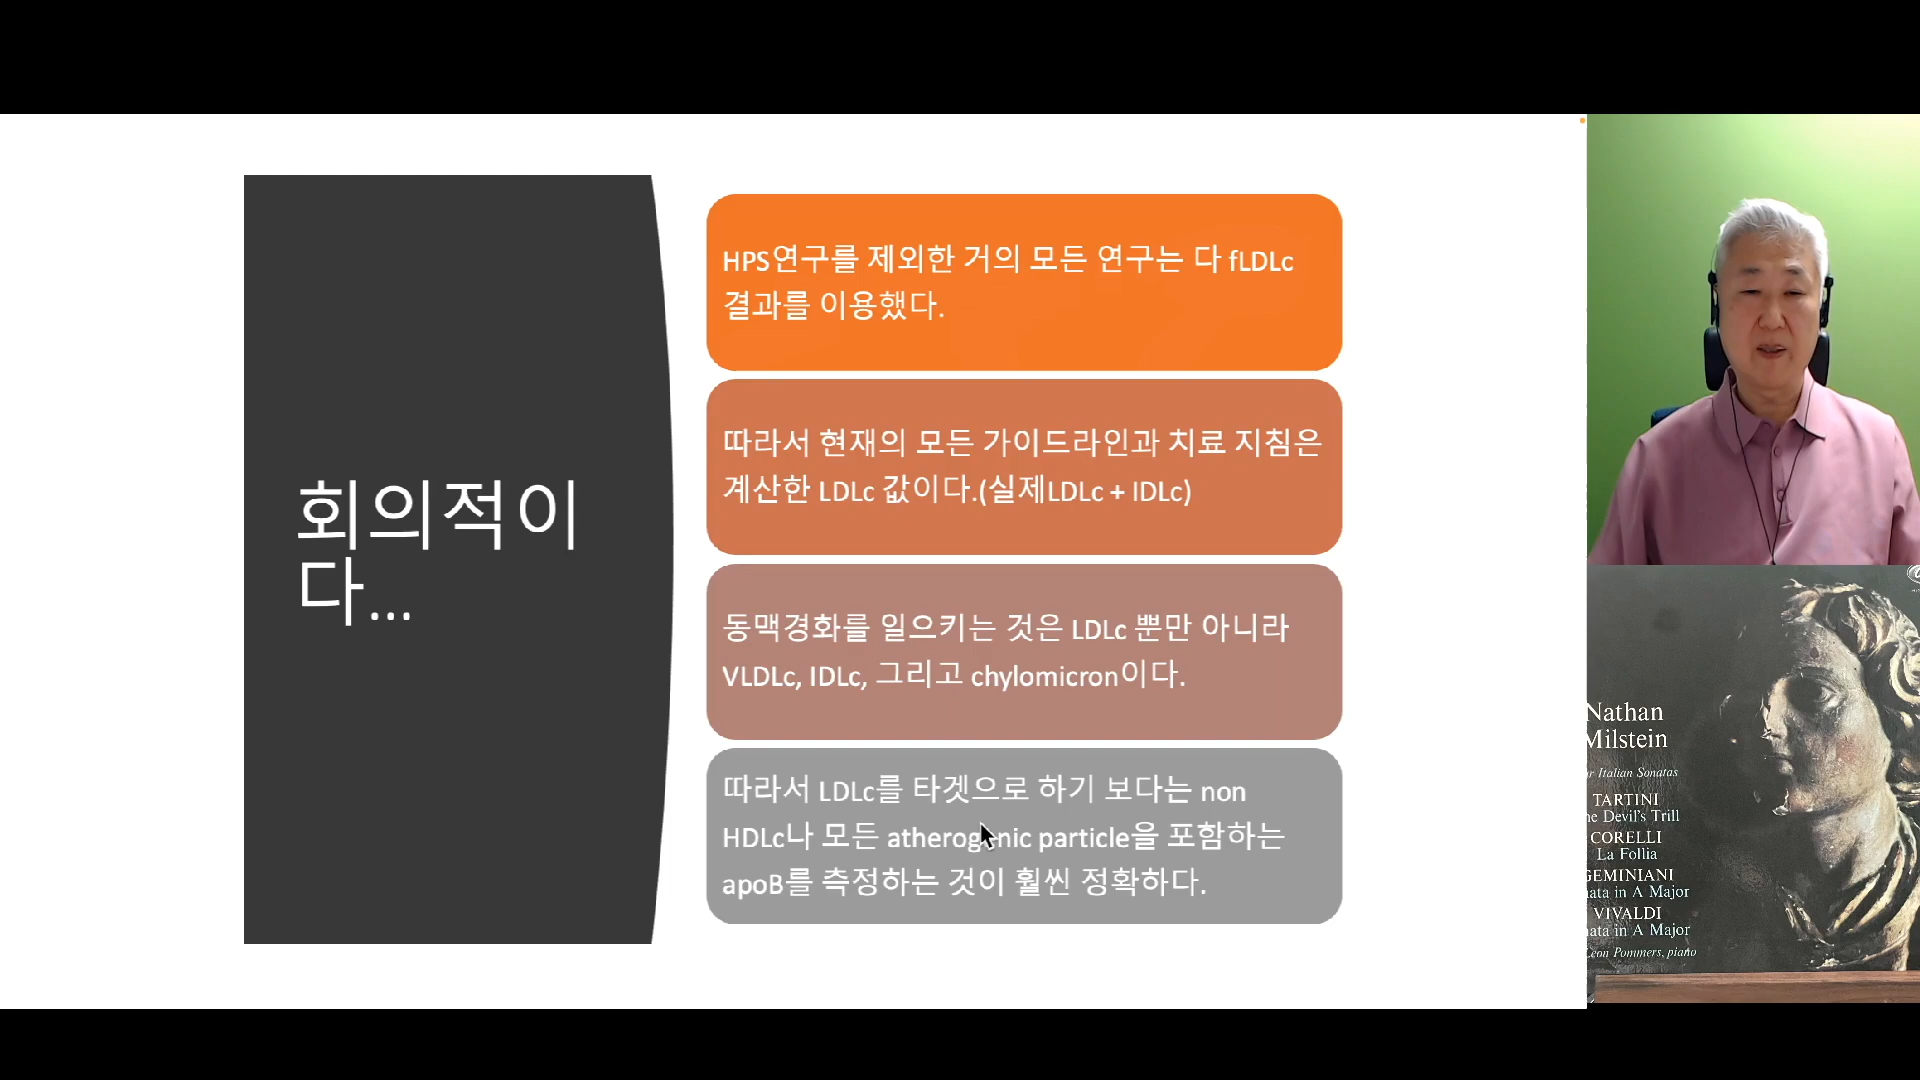 회의적이
다...
HPS연구를 제외한 거의 모든 연구는 다 fLDLc
결과를 이용했다.
따라서 현재의 모든 가이드라인과 치료 지침은
계산한 LDLc 값이다.(실제LDLc + IDLc)
동맥경화를 일으키는 것은 LDLc 뿐만 아니라
VLDLc, IDLc, 그리고 chylomicron이다.
따라서 LDLc를 타겟으로 하기 보다는 non
HDLc나 모든 atherogenic particle을 포함하는
apoB를 측정하는 것이 훨씬 정확하다.
Nathan
Milstein
Italian Sonatas
TARTINI
Devil's Trill
CORELLI
La Follia
GEMINIANI
in A Major
VIVALDI
in A Major
Leon Pommers, piano